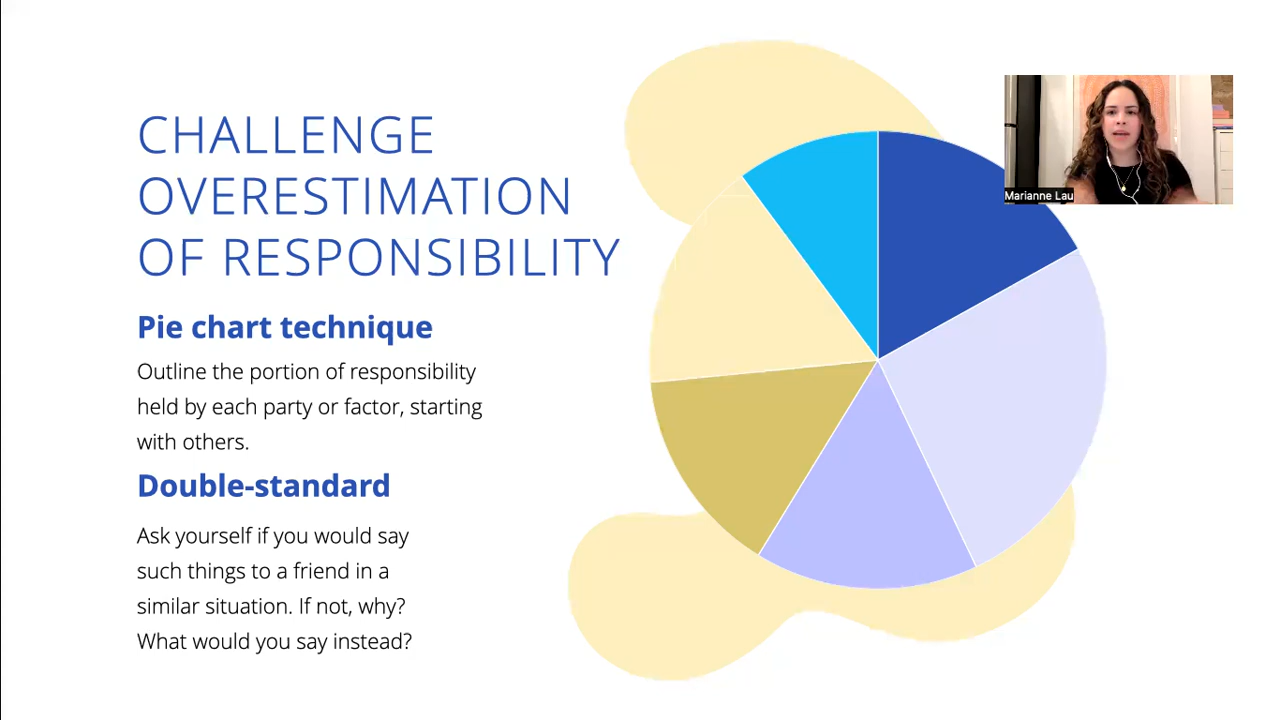 CHALLENGE
OVERESTIMATION
OF RESPONSIBILITY
Pie chart technique
Outline the portion of responsibility
held by each party or factor, starting
with others.
Double-standard
Ask yourself if you would say
such things to a friend in a
similar situation. If not, why?
What would you say instead?
Marianne Lau